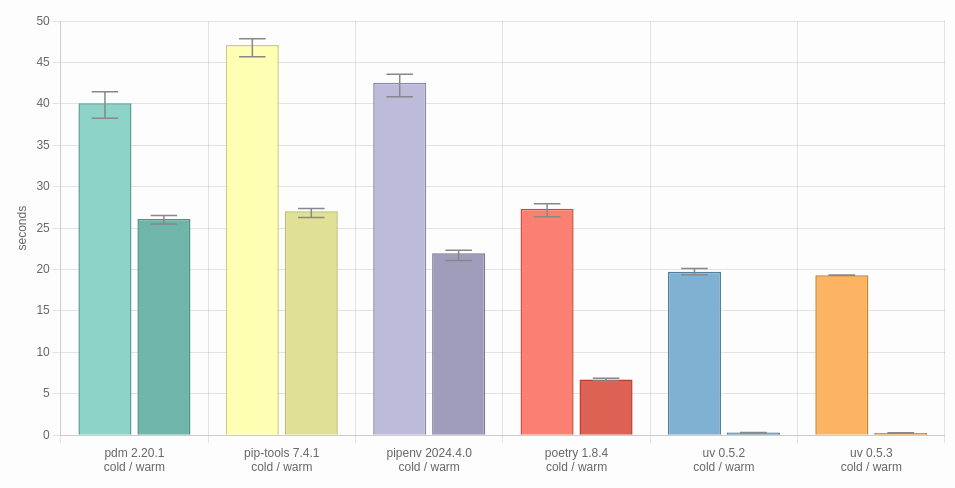 50
45
40
35
30
25
20
15
10
5
0
seconds
pdm 2.20.1
cold / warm
pip-tools 7.4.1
cold / warm
pipenv 2024.4.0
cold / warm
poetry 1.8.4
cold / warm
uv 0.5.2
cold / warm
uv 0.5.3
cold / warm